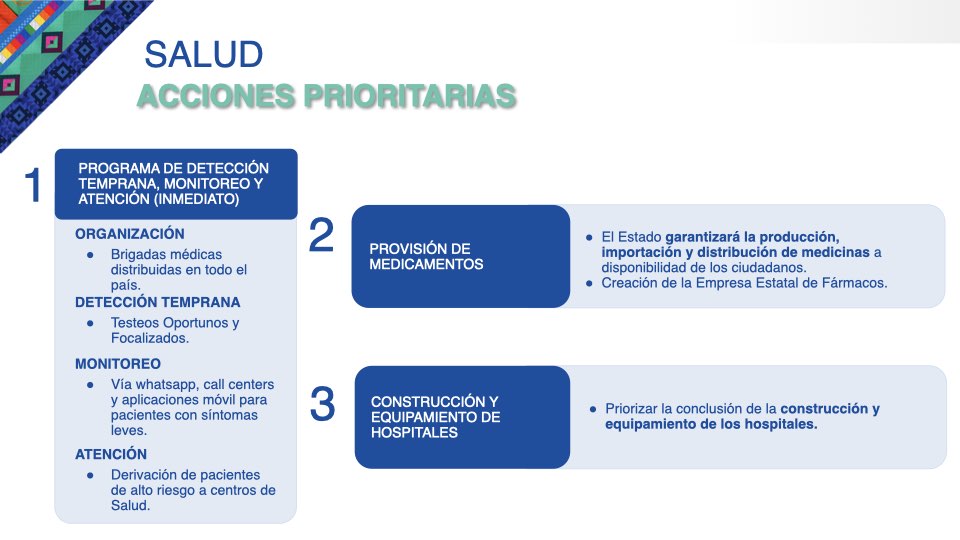 SALUD
ACCIONES PRIORITARIAS
1
PROGRAMA DE DETECCIÓN
TEMPRANA, MONITOREO Y
ATENCIÓN (INMEDIATO)
ORGANIZACIÓN
● Brigadas médicas
distribuidas en todo el
país.
DETECCIÓN TEMPRANA
● Testeos Oportunos y
Focalizados.
MONITOREO
● Vía whatsapp, call centers
y aplicaciones móvil para
pacientes con síntomas
leves.
ATENCIÓN
● Derivación de pacientes
de alto riesgo a centros de
Salud.
2
PROVISIÓN DE
MEDICAMENTOS
● El Estado garantizará la producción,
importación y distribución de medicinas a
disponibilidad de los ciudadanos.
● Creación de la Empresa Estatal de Fármacos.
3
CONSTRUCCIÓN Y
EQUIPAMIENTO DE
HOSPITALES
● Priorizar la conclusión de la construcción y
equipamiento de los hospitales.